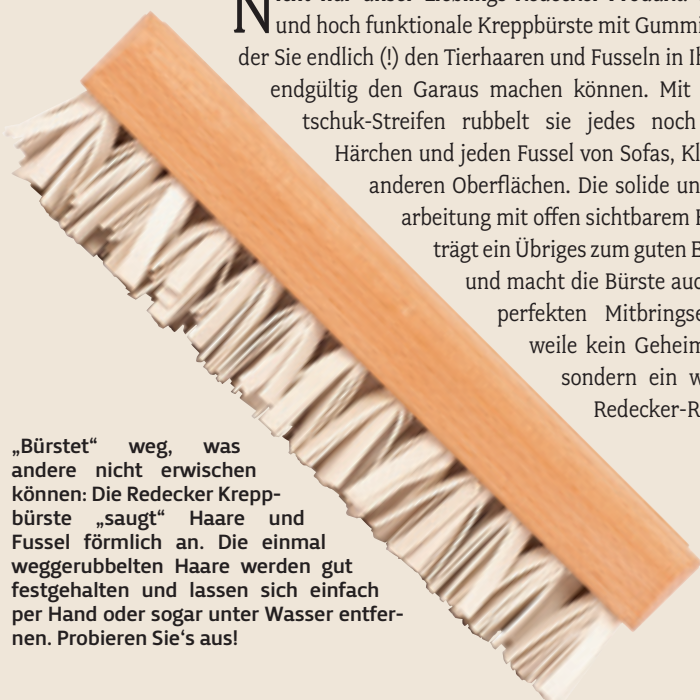 und hoch funktionale Kreppbürste mit Gummi
der Sie endlich (!) den Tierhaaren und Fusseln in
endgültig den Garaus machen können. Mit
tschuk-Streifen rubbelt sie jedes noch
Härchen und jeden Fussel von Sofas,
anderen Oberflächen. Die solide
arbeitung mit offen sichtbarem
trägt ein Übriges zum guten
und macht die Bürste
perfekten Mitbringse
weile kein Geheim
sondern ein
Redecker-R
„Bürstet“ weg, was
andere nicht erwischen
können: Die Redecker Krepp-
bürste „saugt“ Haare und
Fussel förmlich an. Die einmal
weggerubbelten Haare werden gut
festgehalten und lassen sich einfach
per Hand oder sogar unter Wasser entfer-
nen. Probieren Sie‘s aus!